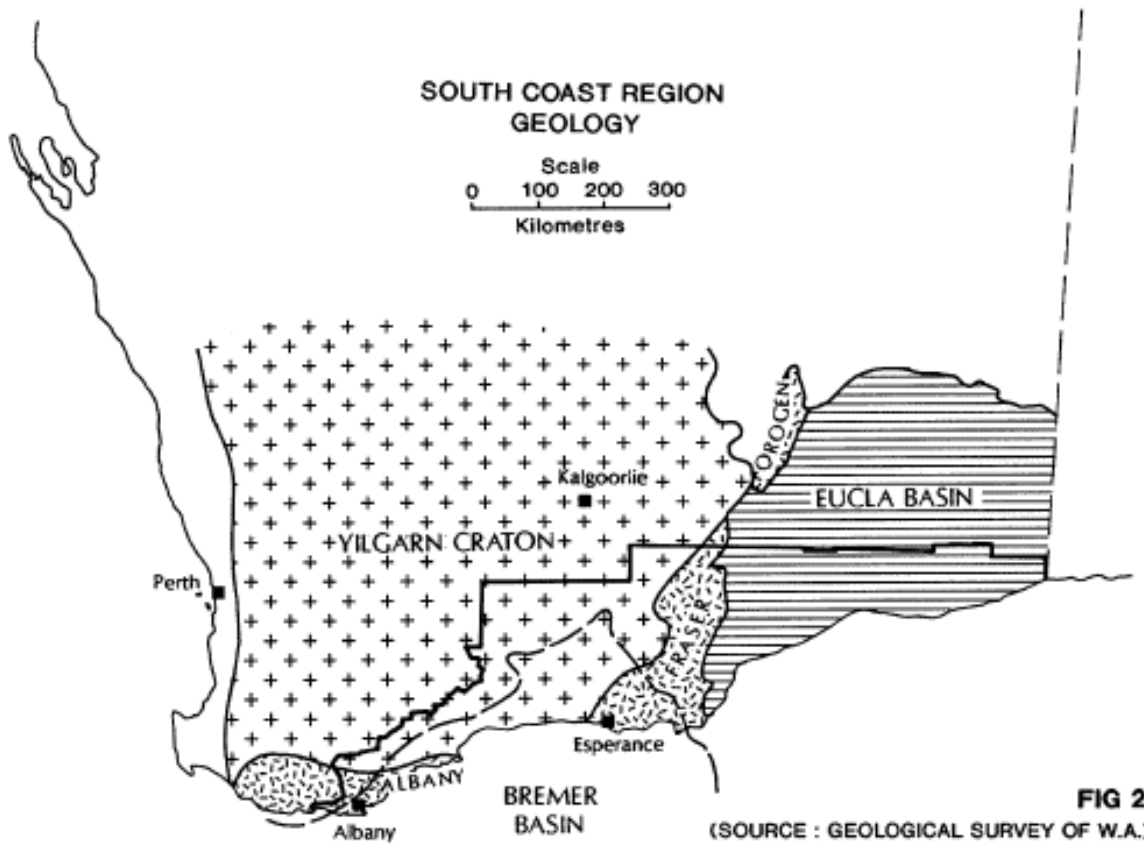 SOUTH COAST REGION
GEOLOGY
Scale
0 100 200 300
Kilometres
OROGEN
Kalgoorlie
EUCLA BASIN
YILGARN CRATON
Perth
FRASER
Esperance
ALBANY
Albany
BREMER
BASIN
FIG 2
(SOURCE : GEOLOGICAL SURVEY OF W.A.)